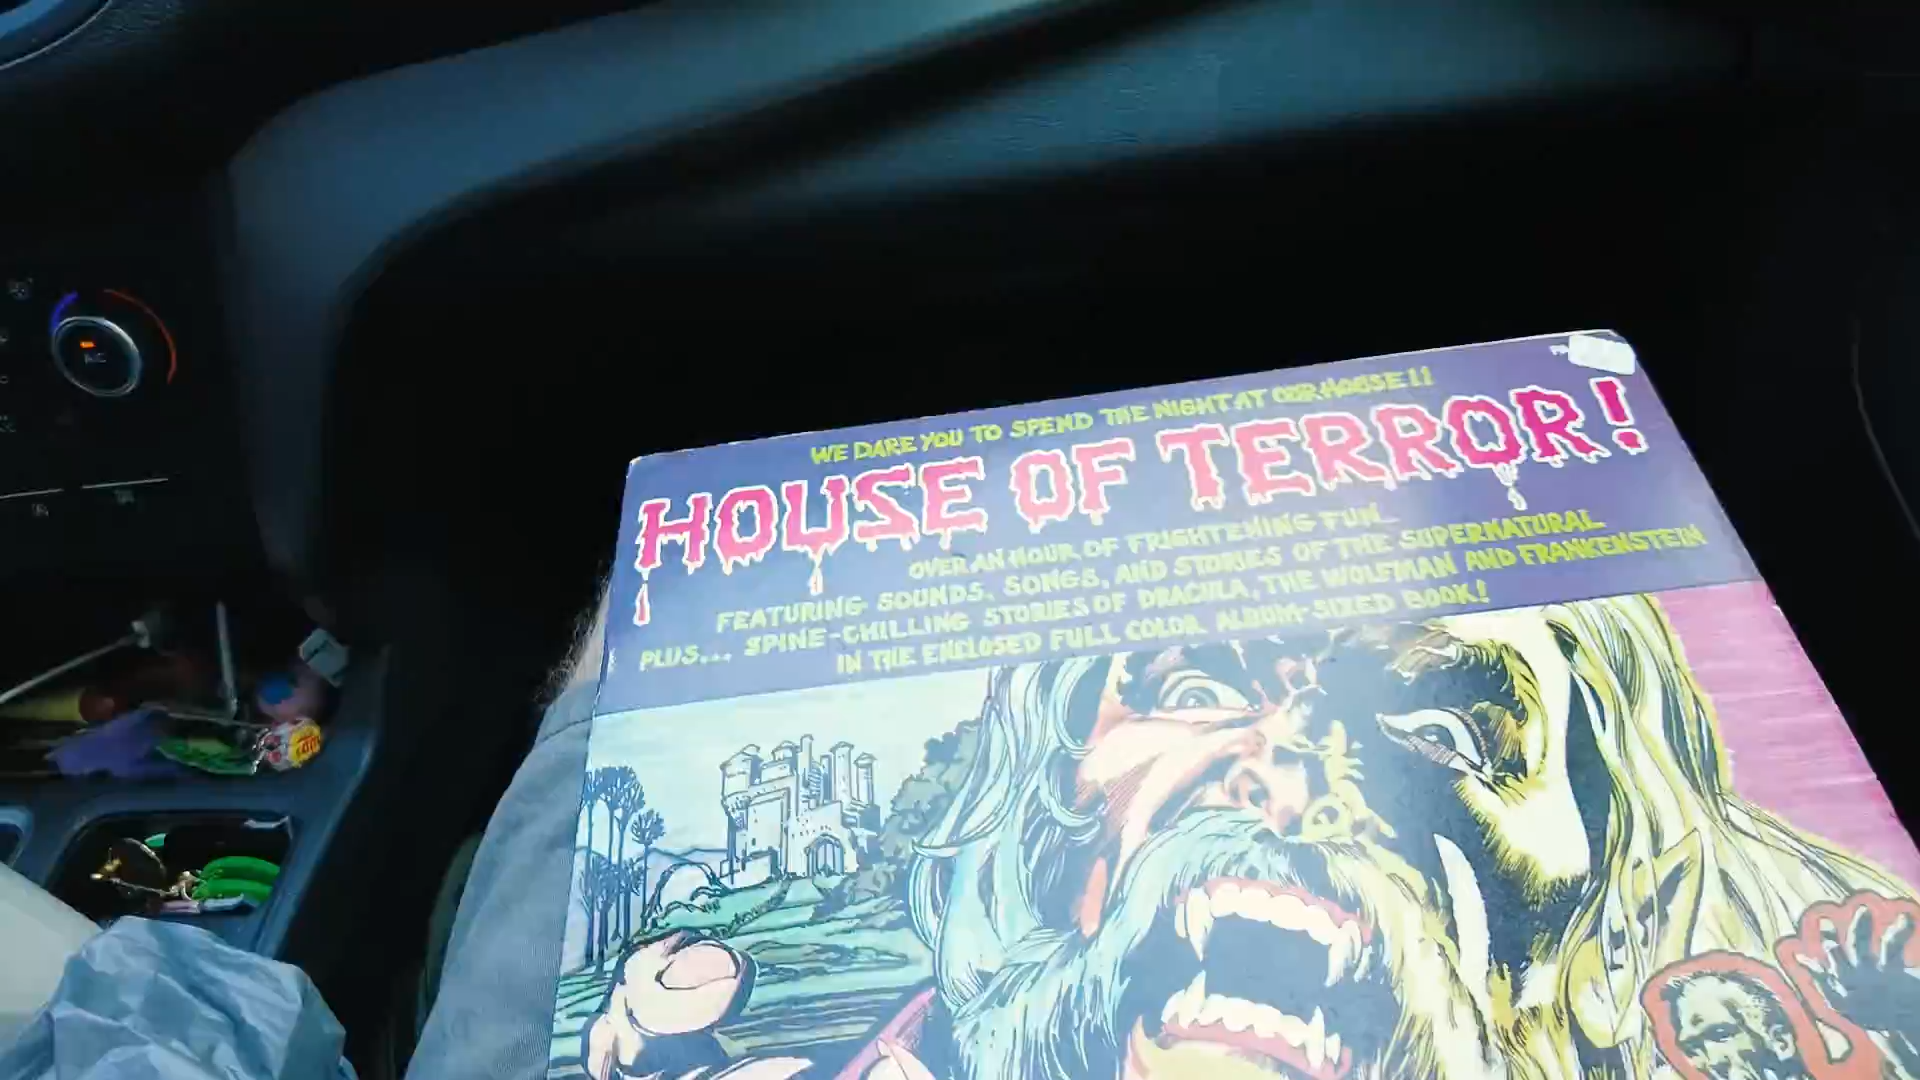 WE DARE YOU TO SPEND THE NIGHT AT OUR HOUSE!!
HOUSE OF TERROR!
OVER AN HOUR OF FRIGHTENING FUN...
FEATURING SOUNDS, SONGS, AND STORIES OF THE SUPERNATURAL
PLUS... SPINE-CHILLING STORIES OF DRACULA, THE WOLFMAN AND FRANKENSTEIN
IN THE ENCLOSED FULL COLOR ALBUM-SIZED BOOK!
A/C